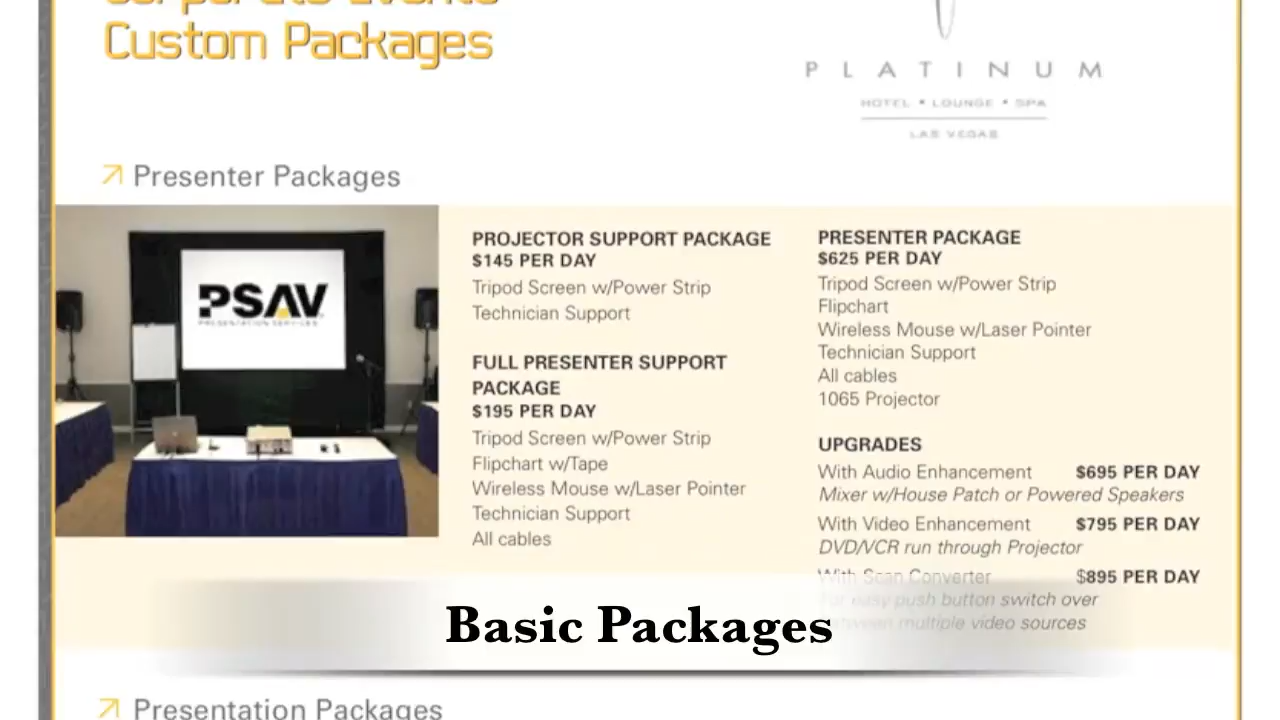 Corporate Events
Custom Packages
PLATINUM
HOTEL • LOUNGE • SPA
LAS VEGAS
Presenter Packages
PSAV
PRESENTATION SERVICES
PROJECTOR SUPPORT PACKAGE
$145 PER DAY
Tripod Screen w/Power Strip
Technician Support
FULL PRESENTER SUPPORT
PACKAGE
$195 PER DAY
Tripod Screen w/Power Strip
Flipchart w/Tape
Wireless Mouse w/Laser Pointer
Technician Support
All cables
PRESENTER PACKAGE
$625 PER DAY
Tripod Screen w/Power Strip
Flipchart
Wireless Mouse w/Laser Pointer
Technician Support
All cables
1065 Projector
UPGRADES
With Audio Enhancement $695 PER DAY
Mixer w/House Patch or Powered Speakers
With Video Enhancement $795 PER DAY
DVD/VCR run through Projector
With Scan Converter $895 PER DAY
for easy push button switch over
between multiple video sources
Basic Packages
Presentation Packages